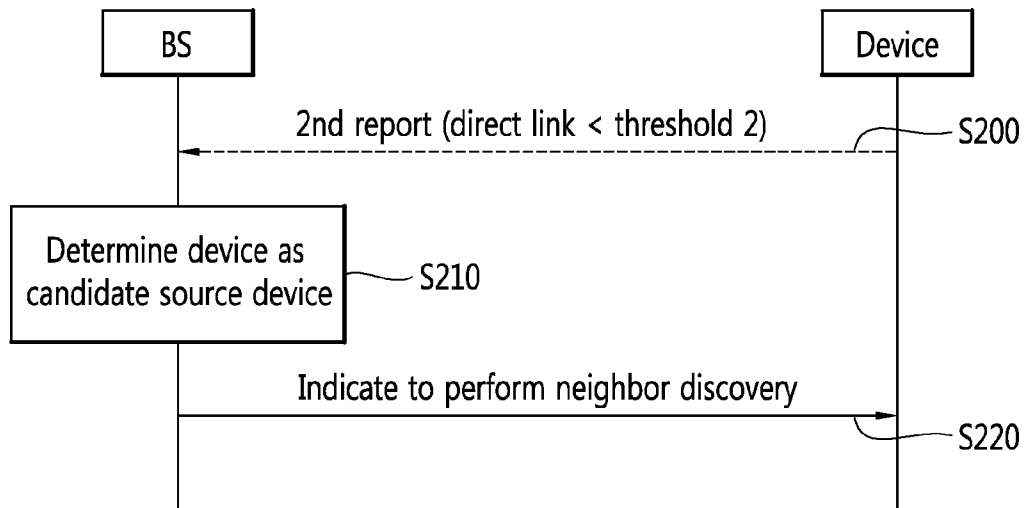 BS
Device
2nd report (direct link < threshold 2)
S200
Determine device as
candidate source device
S210
Indicate to perform neighbor discovery
S220